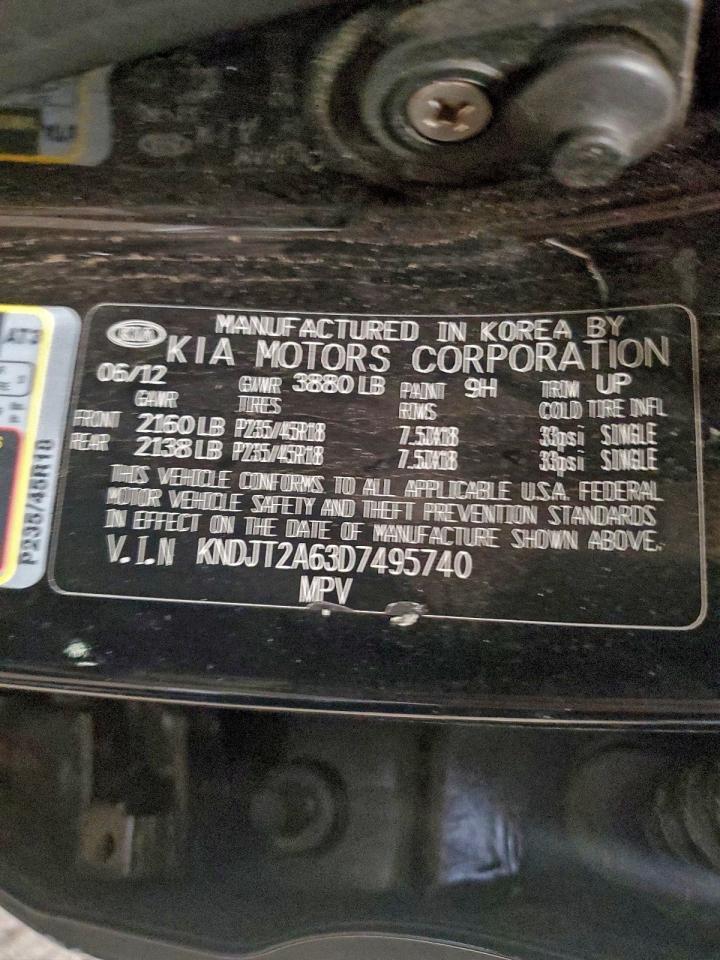 KIA
MANUFACTURED IN KOREA BY
KIA MOTORS CORPORATION
06/12 GVWR 3880 LB PAINT 9H TRIM UP
GAWR TIRES RIMS COLD TIRE INFL
FRONT 2160 LB P235/45R18 7.5JX18 33psi SINGLE
REAR 2138 LB P235/45R18 7.5JX18 33psi SINGLE
THIS VEHICLE CONFORMS TO ALL APPLICABLE U.S.A. FEDERAL
MOTOR VEHICLE SAFETY AND THEFT PREVENTION STANDARDS
IN EFFECT ON THE DATE OF MANUFACTURE SHOWN ABOVE.
V.I.N KNDJT2A63D7495740
MPV
P235/45R18